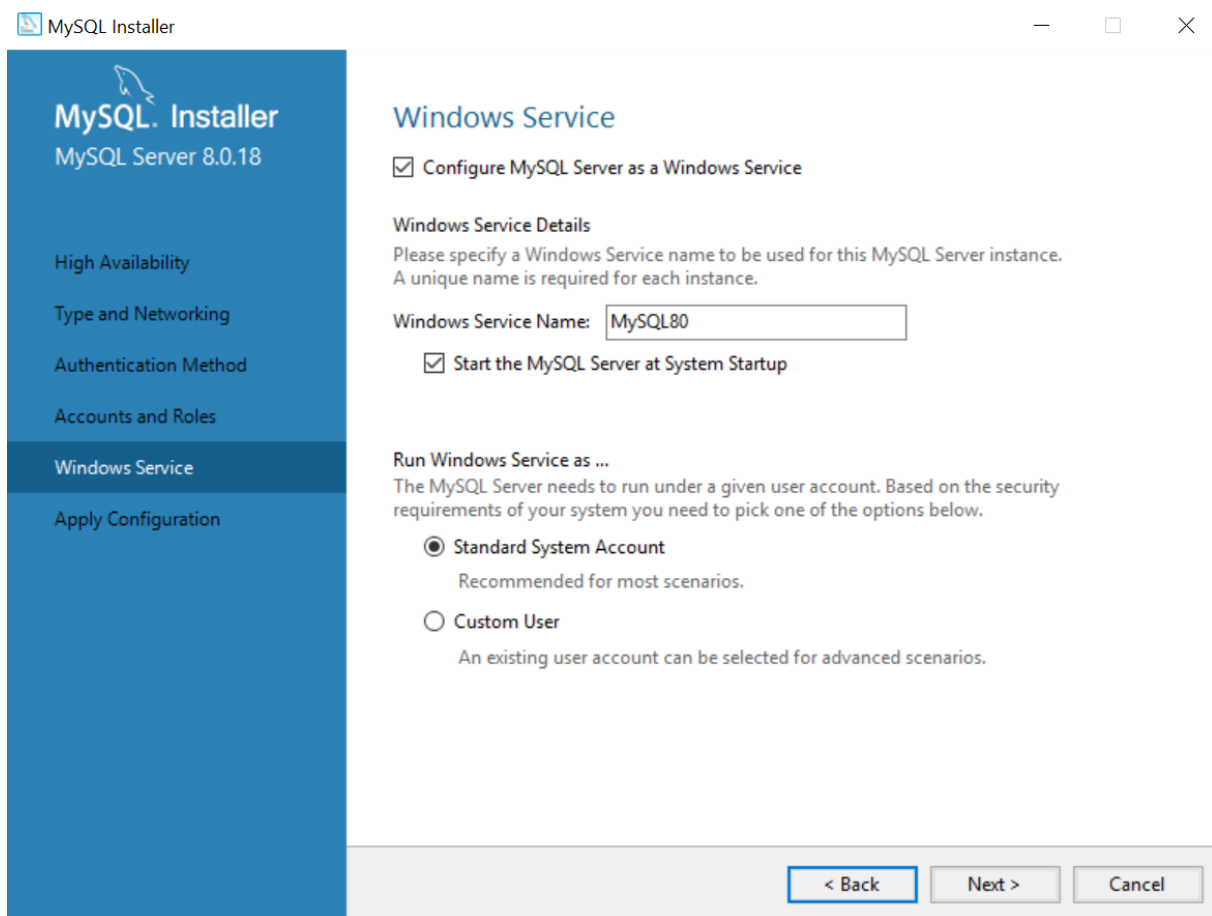 MySQL Installer
MySQL. Installer
MySQL Server 8.0.18
High Availability
Type and Networking
Authentication Method
Accounts and Roles
Windows Service
Apply Configuration
Windows Service
Configure MySQL Server as a Windows Service
Windows Service Details
Please specify a Windows Service name to be used for this MySQL Server instance.
A unique name is required for each instance.
Windows Service Name: MySQL80
Start the MySQL Server at System Startup
Run Windows Service as ...
The MySQL Server needs to run under a given user account. Based on the security
requirements of your system you need to pick one of the options below.
Standard System Account
Recommended for most scenarios.
Custom User
An existing user account can be selected for advanced scenarios.
< Back Next > Cancel